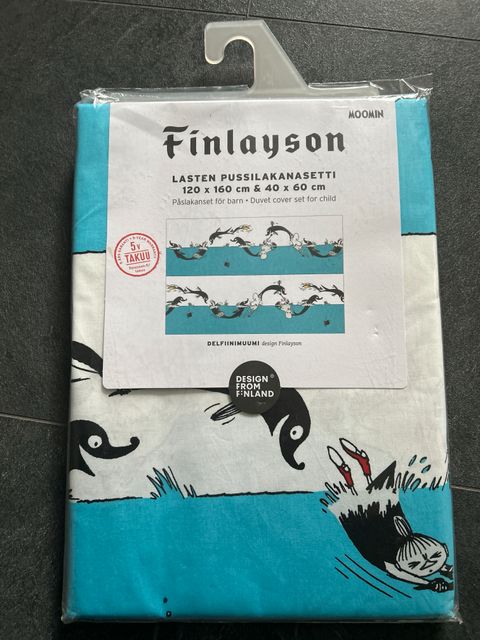 MOOMIN
Finlayson
LASTEN PUSSILAKANASETTI
120 x 160 cm & 40 x 60 cm
Påslakanset för barn • Duvet cover set for child
5 v
TAKUU
DELFIINIMUUMI design Finlayson
DESIGN
FROM
FINLAND